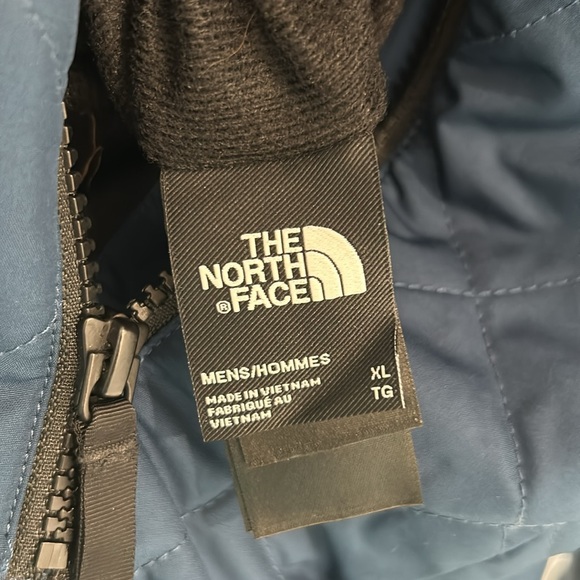 THE
NORTH
®FACE
MENS/HOMMES XL
MADE IN VIETNAM TG
FABRIQUÉ AU
VIETNAM